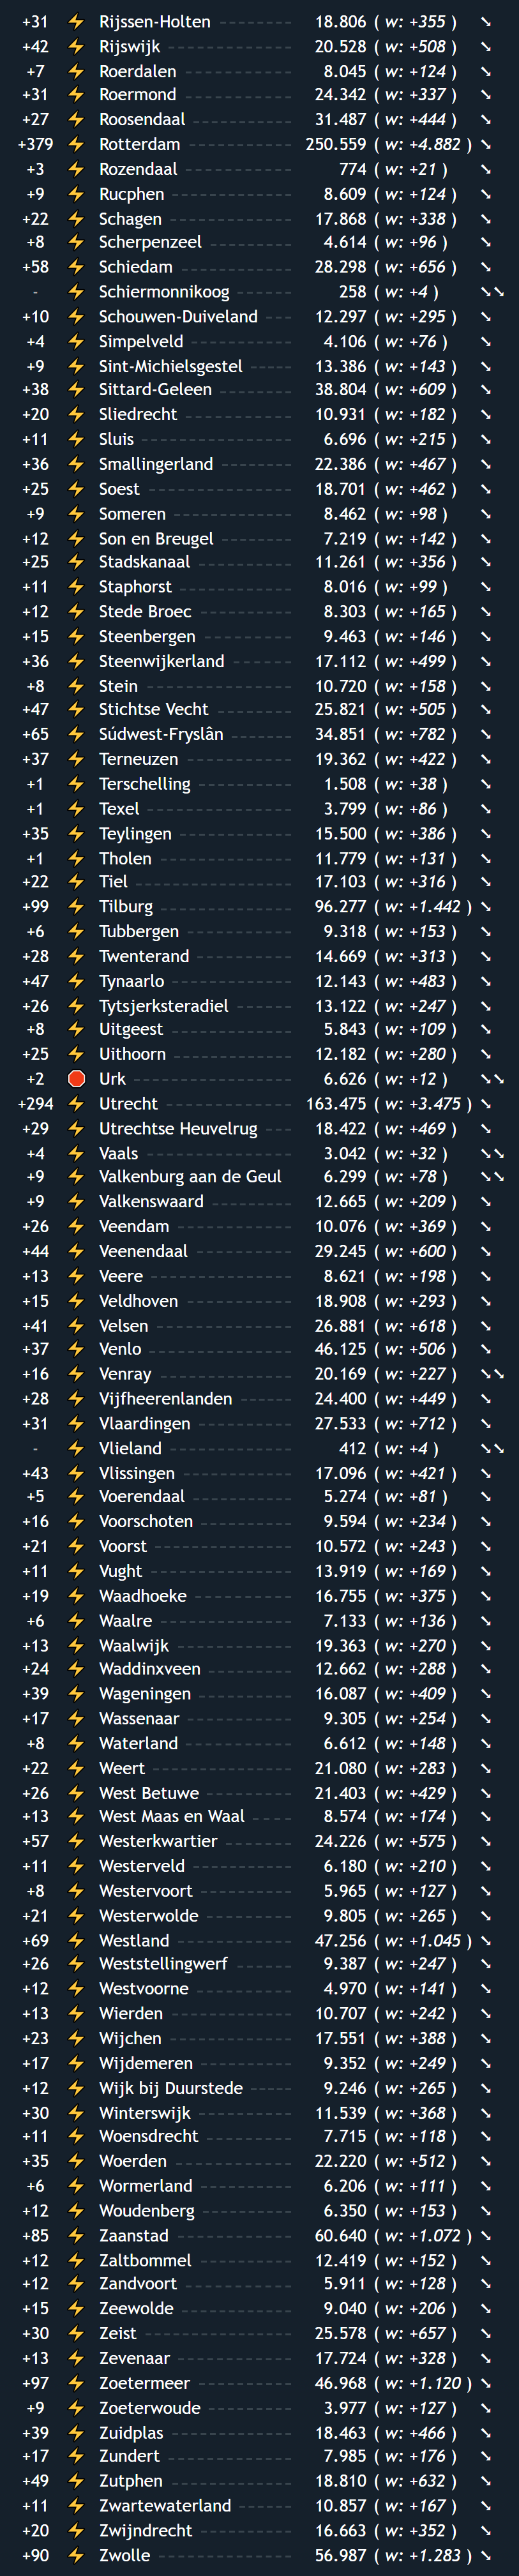 +31 ⚡ Rijssen-Holten 18.806 ( w: +355 ) ➘
+42 ⚡ Rijswijk 20.528 ( w: +508 ) ➘
+7 ⚡ Roerdalen 8.045 ( w: +124 ) ➘
+31 ⚡ Roermond 24.342 ( w: +337 ) ➘
+27 ⚡ Roosendaal 31.487 ( w: +444 ) ➘
+379 ⚡ Rotterdam 250.559 ( w: +4.882 ) ➘
+3 ⚡ Rozendaal 774 ( w: +21 ) ➘
+9 ⚡ Rucphen 8.609 ( w: +124 ) ➘
+22 ⚡ Schagen 17.868 ( w: +338 ) ➘
+8 ⚡ Scherpenzeel 4.614 ( w: +96 ) ➘
+58 ⚡ Schiedam 28.298 ( w: +656 ) ➘
- ⚡ Schiermonnikoog 258 ( w: +4 ) ➘➘
+10 ⚡ Schouwen-Duiveland 12.297 ( w: +295 ) ➘
+4 ⚡ Simpelveld 4.106 ( w: +76 ) ➘
+9 ⚡ Sint-Michielsgestel 13.386 ( w: +143 ) ➘
+38 ⚡ Sittard-Geleen 38.804 ( w: +609 ) ➘
+20 ⚡ Sliedrecht 10.931 ( w: +182 ) ➘
+11 ⚡ Sluis 6.696 ( w: +215 ) ➘
+36 ⚡ Smallingerland 22.386 ( w: +467 ) ➘
+25 ⚡ Soest 18.701 ( w: +462 ) ➘
+9 ⚡ Someren 8.462 ( w: +98 ) ➘
+12 ⚡ Son en Breugel 7.219 ( w: +142 ) ➘
+25 ⚡ Stadskanaal 11.261 ( w: +356 ) ➘
+11 ⚡ Staphorst 8.016 ( w: +99 ) ➘
+12 ⚡ Stede Broec 8.303 ( w: +165 ) ➘
+15 ⚡ Steenbergen 9.463 ( w: +146 ) ➘
+36 ⚡ Steenwijkerland 17.112 ( w: +499 ) ➘
+8 ⚡ Stein 10.720 ( w: +158 ) ➘
+47 ⚡ Stichtse Vecht 25.821 ( w: +505 ) ➘
+65 ⚡ Súdwest-Fryslân 34.851 ( w: +782 ) ➘
+37 ⚡ Terneuzen 19.362 ( w: +422 ) ➘
+1 ⚡ Terschelling 1.508 ( w: +38 ) ➘
+1 ⚡ Texel 3.799 ( w: +86 ) ➘
+35 ⚡ Teylingen 15.500 ( w: +386 ) ➘
+1 ⚡ Tholen 11.779 ( w: +131 ) ➘
+22 ⚡ Tiel 17.103 ( w: +316 ) ➘
+99 ⚡ Tilburg 96.277 ( w: +1.442 ) ➘
+6 ⚡ Tubbergen 9.318 ( w: +153 ) ➘
+28 ⚡ Twenterand 14.669 ( w: +313 ) ➘
+47 ⚡ Tynaarlo 12.143 ( w: +483 ) ➘
+26 ⚡ Tytsjerksteradiel 13.122 ( w: +247 ) ➘
+8 ⚡ Uitgeest 5.843 ( w: +109 ) ➘
+25 ⚡ Uithoorn 12.182 ( w: +280 ) ➘
+2 🛑 Urk 6.626 ( w: +12 ) ➘➘
+294 ⚡ Utrecht 163.475 ( w: +3.475 ) ➘
+29 ⚡ Utrechtse Heuvelrug 18.422 ( w: +469 ) ➘
+4 ⚡ Vaals 3.042 ( w: +32 ) ➘➘
+9 ⚡ Valkenburg aan de Geul 6.299 ( w: +78 ) ➘➘
+9 ⚡ Valkenswaard 12.665 ( w: +209 ) ➘
+26 ⚡ Veendam 10.076 ( w: +369 ) ➘
+44 ⚡ Veenendaal 29.245 ( w: +600 ) ➘
+13 ⚡ Veere 8.621 ( w: +198 ) ➘
+15 ⚡ Veldhoven 18.908 ( w: +293 ) ➘
+41 ⚡ Velsen 26.881 ( w: +618 ) ➘
+37 ⚡ Venlo 46.125 ( w: +506 ) ➘
+16 ⚡ Venray 20.169 ( w: +227 ) ➘➘
+28 ⚡ Vijfheerenlanden 24.400 ( w: +449 ) ➘
+31 ⚡ Vlaardingen 27.533 ( w: +712 ) ➘
- ⚡ Vlieland 412 ( w: +4 ) ➘➘
+43 ⚡ Vlissingen 17.096 ( w: +421 ) ➘
+5 ⚡ Voerendaal 5.274 ( w: +81 ) ➘
+16 ⚡ Voorschoten 9.594 ( w: +234 ) ➘
+21 ⚡ Voorst 10.572 ( w: +243 ) ➘
+11 ⚡ Vught 13.919 ( w: +169 ) ➘
+19 ⚡ Waadhoeke 16.755 ( w: +375 ) ➘
+6 ⚡ Waalre 7.133 ( w: +136 ) ➘
+13 ⚡ Waalwijk 19.363 ( w: +270 ) ➘
+24 ⚡ Waddinxveen 12.662 ( w: +288 ) ➘
+39 ⚡ Wageningen 16.087 ( w: +409 ) ➘
+17 ⚡ Wassenaar 9.305 ( w: +254 ) ➘
+8 ⚡ Waterland 6.612 ( w: +148 ) ➘
+22 ⚡ Weert 21.080 ( w: +283 ) ➘
+26 ⚡ West Betuwe 21.403 ( w: +429 ) ➘
+13 ⚡ West Maas en Waal 8.574 ( w: +174 ) ➘
+57 ⚡ Westerkwartier 24.226 ( w: +575 ) ➘
+11 ⚡ Westerveld 6.180 ( w: +210 ) ➘
+8 ⚡ Westervoort 5.965 ( w: +127 ) ➘
+21 ⚡ Westerwolde 9.805 ( w: +265 ) ➘
+69 ⚡ Westland 47.256 ( w: +1.045 ) ➘
+26 ⚡ Weststellingwerf 9.387 ( w: +247 ) ➘
+12 ⚡ Westvoorne 4.970 ( w: +141 ) ➘
+13 ⚡ Wierden 10.707 ( w: +242 ) ➘
+23 ⚡ Wijchen 17.551 ( w: +388 ) ➘
+17 ⚡ Wijdemeren 9.352 ( w: +249 ) ➘
+12 ⚡ Wijk bij Duurstede 9.246 ( w: +265 ) ➘
+30 ⚡ Winterswijk 11.539 ( w: +368 ) ➘
+11 ⚡ Woensdrecht 7.715 ( w: +118 ) ➘
+35 ⚡ Woerden 22.220 ( w: +512 ) ➘
+6 ⚡ Wormerland 6.206 ( w: +111 ) ➘
+12 ⚡ Woudenberg 6.350 ( w: +153 ) ➘
+85 ⚡ Zaanstad 60.640 ( w: +1.072 ) ➘
+12 ⚡ Zaltbommel 12.419 ( w: +152 ) ➘
+12 ⚡ Zandvoort 5.911 ( w: +128 ) ➘
+15 ⚡ Zeewolde 9.040 ( w: +206 ) ➘
+30 ⚡ Zeist 25.578 ( w: +657 ) ➘
+13 ⚡ Zevenaar 17.724 ( w: +328 ) ➘
+97 ⚡ Zoetermeer 46.968 ( w: +1.120 ) ➘
+9 ⚡ Zoeterwoude 3.977 ( w: +127 ) ➘
+39 ⚡ Zuidplas 18.463 ( w: +466 ) ➘
+17 ⚡ Zundert 7.985 ( w: +176 ) ➘
+49 ⚡ Zutphen 18.810 ( w: +632 ) ➘
+11 ⚡ Zwartewaterland 10.857 ( w: +167 ) ➘
+20 ⚡ Zwijndrecht 16.663 ( w: +352 ) ➘
+90 ⚡ Zwolle 56.987 ( w: +1.283 ) ➘